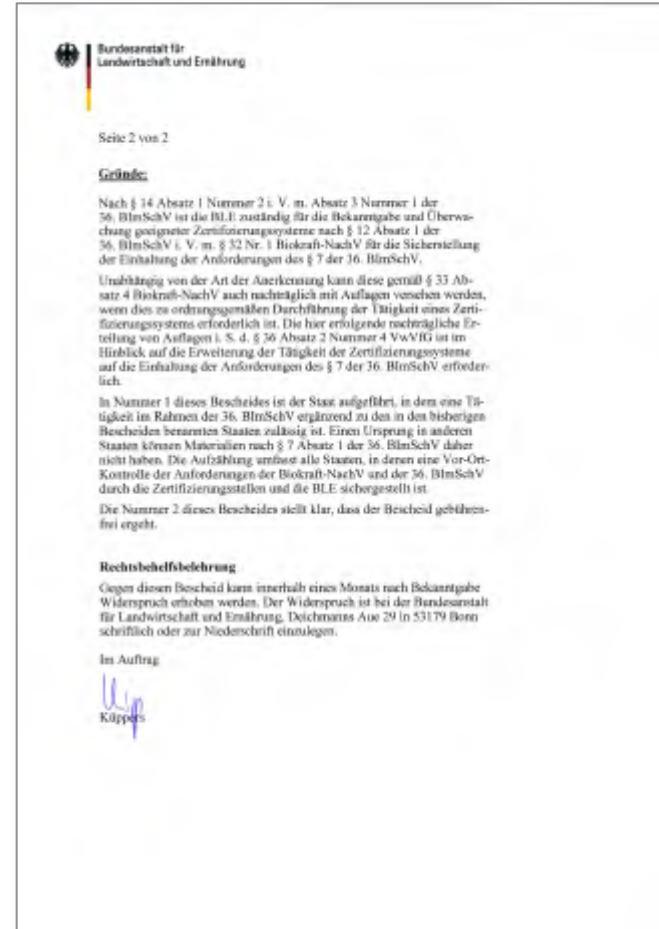 Bundesanstalt für
Landwirtschaft und Ernährung
Seite 2 von 2
Gründe:
Nach § 14 Absatz 1 Nummer 2 i. V. m. Absatz 3 Nummer 1 der
36. BImSchV ist die BLE zuständig für die Bekanntgabe und Überwa-
chung geeigneter Zertifizierungssysteme nach § 12 Absatz 1 der
36. BImSchV i. V. m. § 32 Nr. 1 Biokraft-NachV für die Sicherstellung
der Einhaltung der Anforderungen des § 7 der 36. BImSchV.
Unabhängig von der Art der Anerkennung kann diese gemäß § 33 Ab-
satz 4 Biokraft-NachV auch nachträglich mit Auflagen versehen werden,
wenn dies zu ordnungsgemäßen Durchführung der Tätigkeit eines Zerti-
fizierungssystems erforderlich ist. Die hier erfolgende nachträgliche Er-
teilung von Auflagen i. S. d. § 36 Absatz 2 Nummer 4 VwVfG ist im
Hinblick auf die Erweiterung der Tätigkeit der Zertifizierungssysteme
auf die Einhaltung der Anforderungen des § 7 der 36. BImSchV erforder-
lich.
In Nummer 1 dieses Bescheides ist der Staat aufgeführt, in dem eine Tä-
tigkeit im Rahmen der 36. BImSchV ergänzend zu den in den bisherigen
Bescheiden benannten Staaten zulässig ist. Einen Ursprung in anderen
Staaten können Materialien nach § 7 Absatz 1 der 36. BImSchV daher
nicht haben. Die Aufzählung umfasst alle Staaten, in denen eine Vor-Ort-
Kontrolle der Anforderungen der Biokraft-NachV und der 36. BImSchV
durch die Zertifizierungsstellen und die BLE sichergestellt ist.
Die Nummer 2 dieses Bescheides stellt klar, dass der Bescheid gebühren-
frei ergeht.
Rechtsbehelfsbelehrung
Gegen diesen Bescheid kann innerhalb eines Monats nach Bekanntgabe
Widerspruch erhoben werden. Der Widerspruch ist bei der Bundesanstalt
für Landwirtschaft und Ernährung, Deichmanns Aue 29 in 53179 Bonn
schriftlich oder zur Niederschrift einzulegen.
Im Auftrag
Küppers